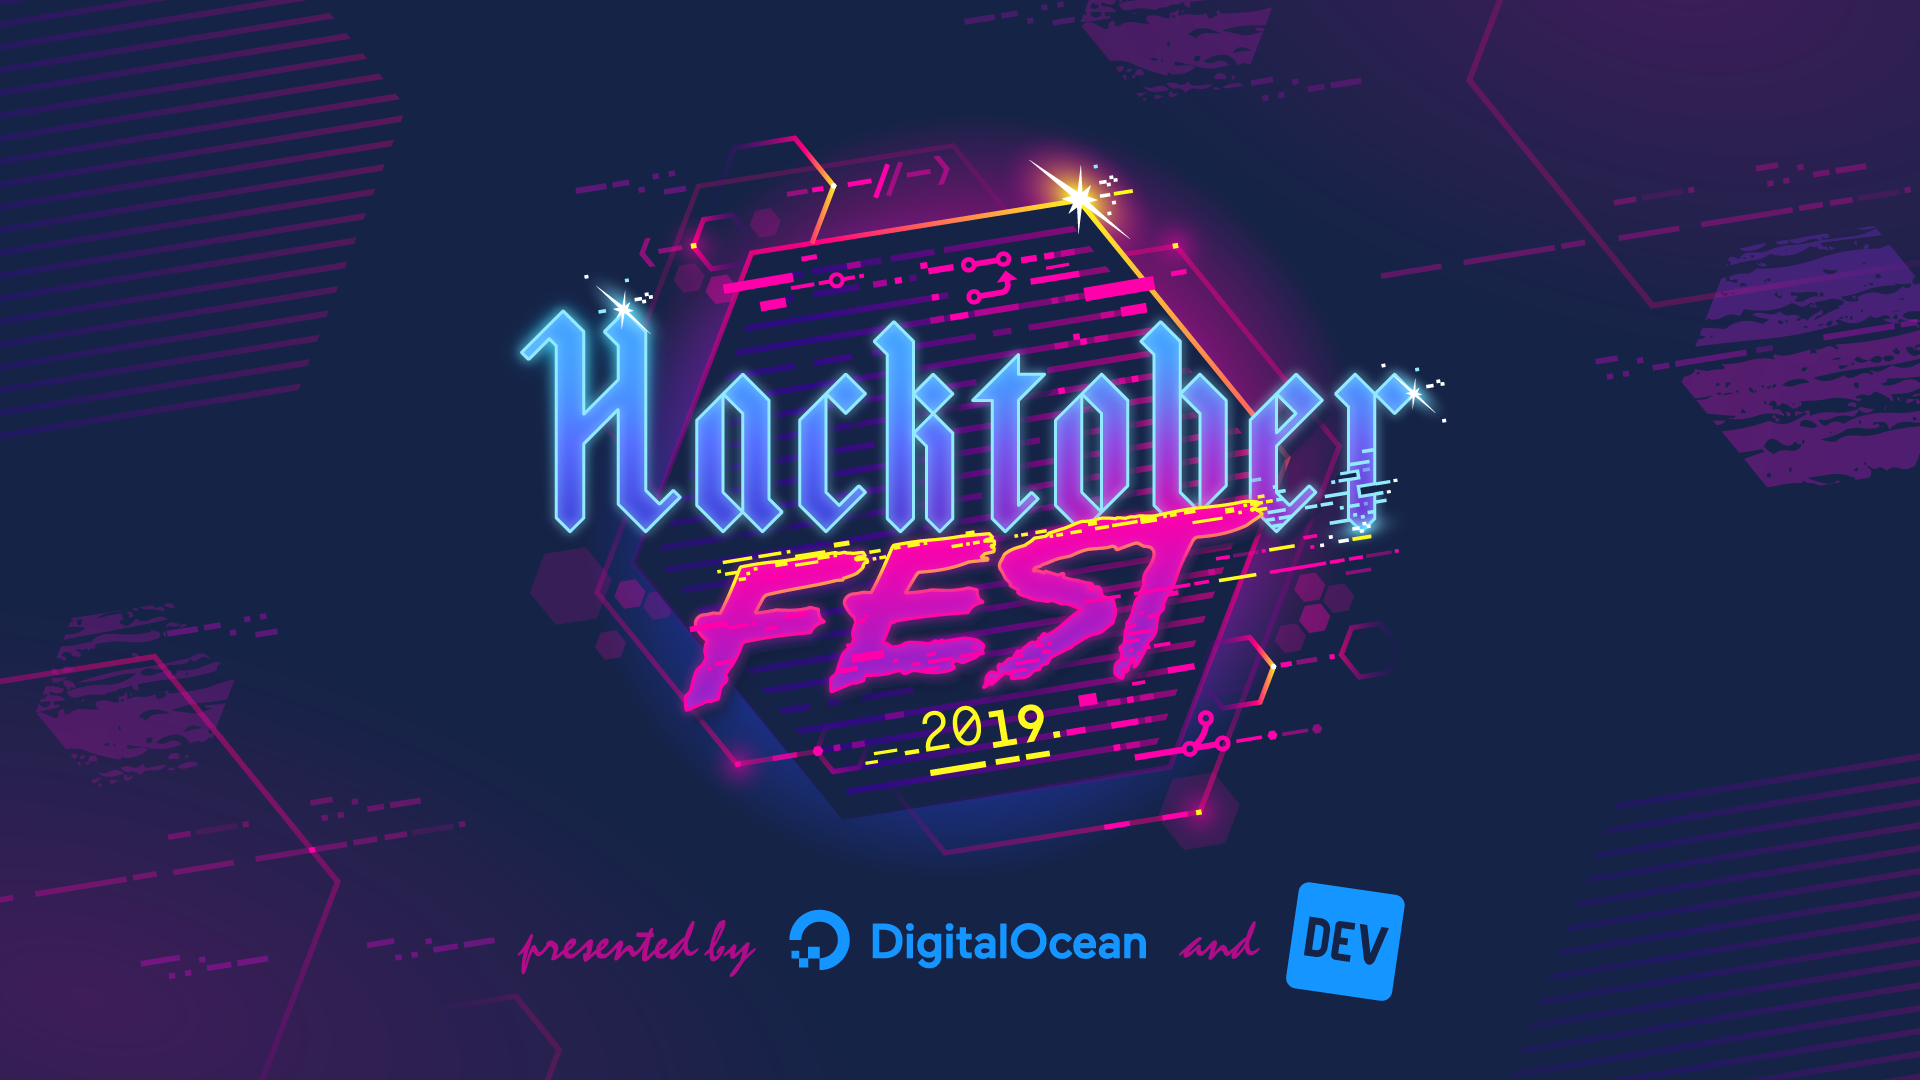 Hacktober
FEST
2019.
presented by DigitalOcean and DEV